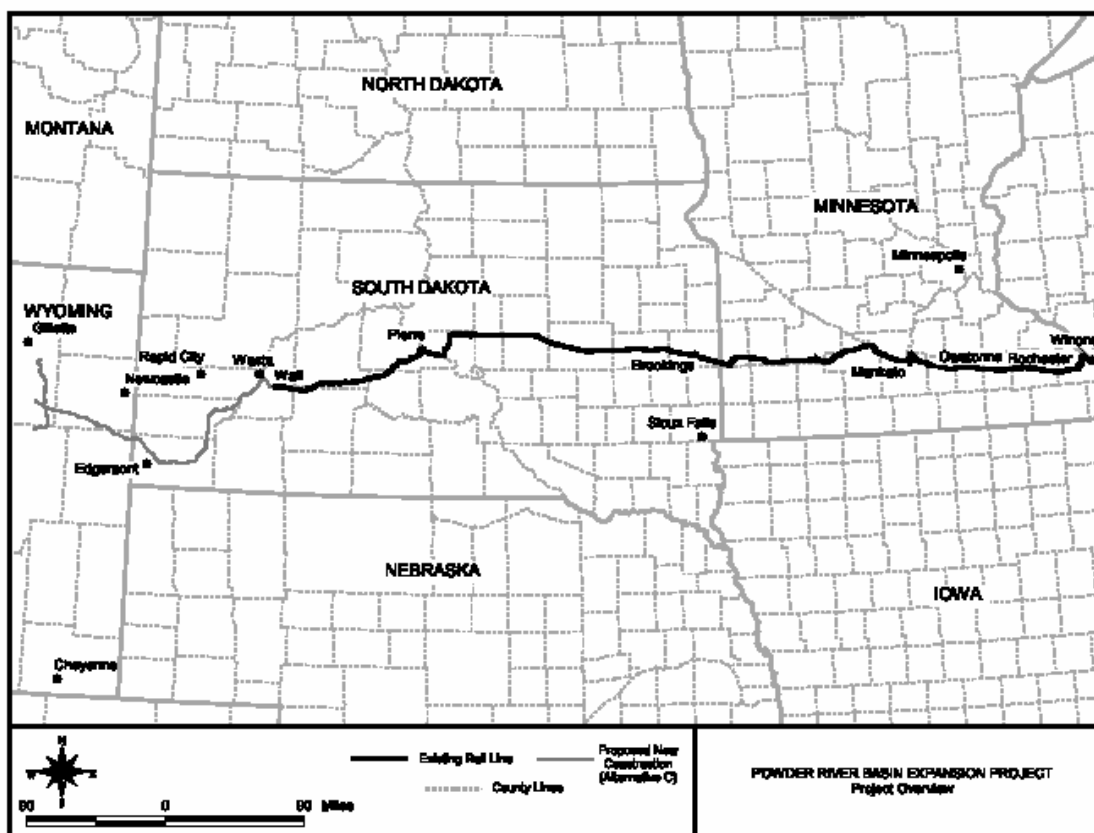 NORTH DAKOTA
MONTANA
MINNESOTA
Minneapolis
SOUTH DAKOTA
WYOMING
Gillette
Pierre
Winona
Rapid City
Wasta
Wall
Owatonna
Rochester
Newcastle
Brookings
Mankato
Sioux Falls
Edgemont
NEBRASKA
IOWA
Cheyenne
N
W
E
S
Existing Rail Line
Proposed New
Construction
(Alternative C)
County Lines
80 0 80 Miles
POWDER RIVER BASIN EXPANSION PROJECT
Project Overview